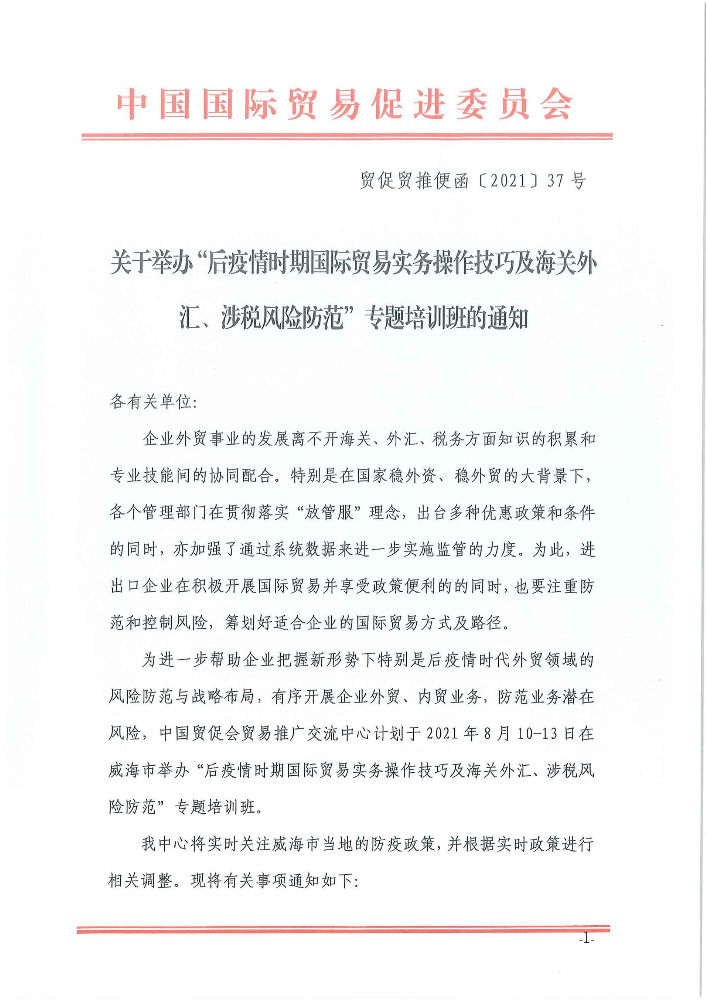 中国国际贸易促进委员会
贸促贸推便函〔2021〕37号
关于举办“后疫情时期国际贸易实务操作技巧及海关外
汇、涉税风险防范”专题培训班的通知
各有关单位：
企业外贸事业的发展离不开海关、外汇、税务方面知识的积累和
专业技能间的协同配合。特别是在国家稳外资、稳外贸的大背景下，
各个管理部门在贯彻落实“放管服”理念，出台多种优惠政策和条件
的同时，亦加强了通过系统数据来进一步实施监管的力度。为此，进
出口企业在积极开展国际贸易并享受政策便利的的同时，也要注重防
范和控制风险，筹划好适合企业的国际贸易方式及路径。
为进一步帮助企业把握新形势下特别是后疫情时代外贸领域的
风险防范与战略布局，有序开展企业外贸、内贸业务，防范业务潜在
风险，中国贸促会贸易推广交流中心计划于2021年8月10-13日在
威海市举办“后疫情时期国际贸易实务操作技巧及海关外汇、涉税风
险防范”专题培训班。
我中心将实时关注威海市当地的防疫政策，并根据实时政策进行
相关调整。现将有关事项通知如下：
-1-